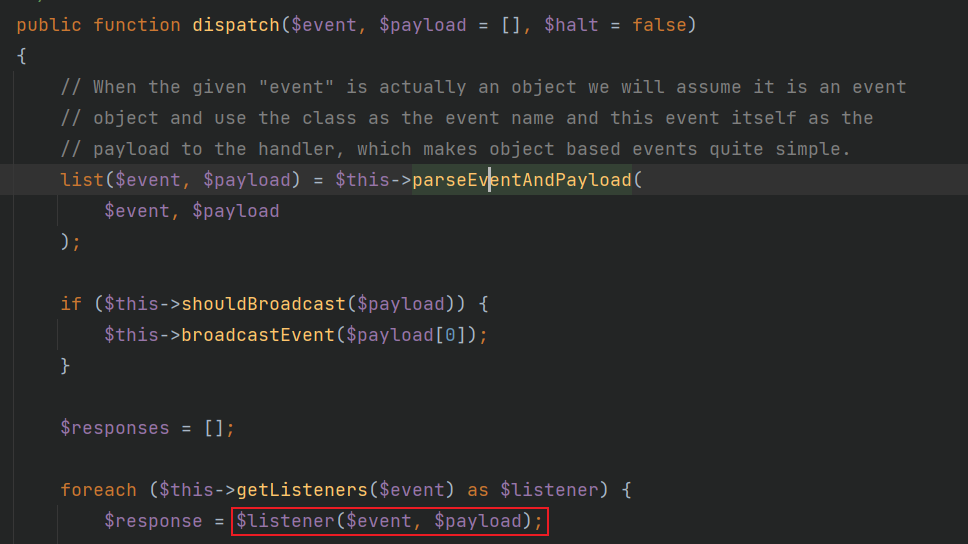 public function dispatch($event, $payload = [], $halt = false)
{
// When the given "event" is actually an object we will assume it is an event
// object and use the class as the event name and this event itself as the
// payload to the handler, which makes object based events quite simple.
list($event, $payload) = $this->parseEventAndPayload(
$event, $payload
);
if ($this->shouldBroadcast($payload)) {
$this->broadcastEvent($payload[0]);
}
$responses = [];
foreach ($this->getListeners($event) as $listener) {
$response = $listener($event, $payload);